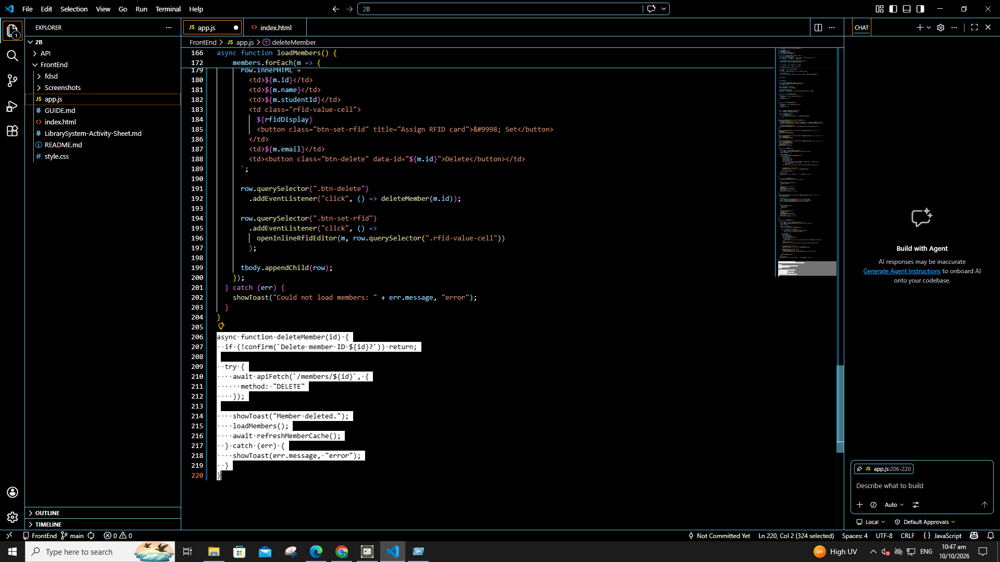 File Edit Selection View Go Run Terminal Help
2B
EXPLORER
2B
API
FrontEnd
fdsd
Screenshots
JS app.js
GUIDE.md
index.html
LibrarySystem-Activity-Sheet.md
README.md
# style.css
OUTLINE
TIMELINE
JS app.js
<> index.html
FrontEnd > JS app.js > deleteMember
166 async function loadMembers() {
172 members.forEach(m => {
179 row.innerHTML = `
180 <td>${m.id}</td>
181 <td>${m.name}</td>
182 <td>${m.studentId}</td>
183 <td class="rfid-value-cell">
184 ${rfidDisplay}
185 <button class="btn-set-rfid" title="Assign RFID card">&#9998; Set</button>
186 </td>
187 <td>${m.email}</td>
188 <td><button class="btn-delete" data-id="${m.id}">Delete</button></td>
189 `;
190
191 row.querySelector(".btn-delete")
192 .addEventListener("click", () => deleteMember(m.id));
193
194 row.querySelector(".btn-set-rfid")
195 .addEventListener("click", () =>
196 openInlineRfidEditor(m, row.querySelector(".rfid-value-cell"))
197 );
198
199 tbody.appendChild(row);
200 });
201 } catch (err) {
202 showToast("Could not load members: " + err.message, "error");
203 }
204 }
205
206 async function deleteMember(id) {
207 if (!confirm(`Delete member ID ${id}?`)) return;
208
209 try {
210 await apiFetch(`/members/${id}`, {
211 method: "DELETE"
212 });
213
214 showToast("Member deleted.");
215 loadMembers();
216 await refreshMemberCache();
217 } catch (err) {
218 showToast(err.message, "error");
219 }
220 }
CHAT
Build with Agent
AI responses may be inaccurate
Generate Agent Instructions to onboard AI
onto your codebase.
JS app.js:206-220
Describe what to build
Auto
Local Default Approvals
FrontEnd main 0 0
Not Committed Yet Ln 220, Col 2 (324 selected) Spaces: 4 UTF-8 CRLF {} JavaScript
Type here to search
UV High UV
ENG
10:47 am
10/10/2026